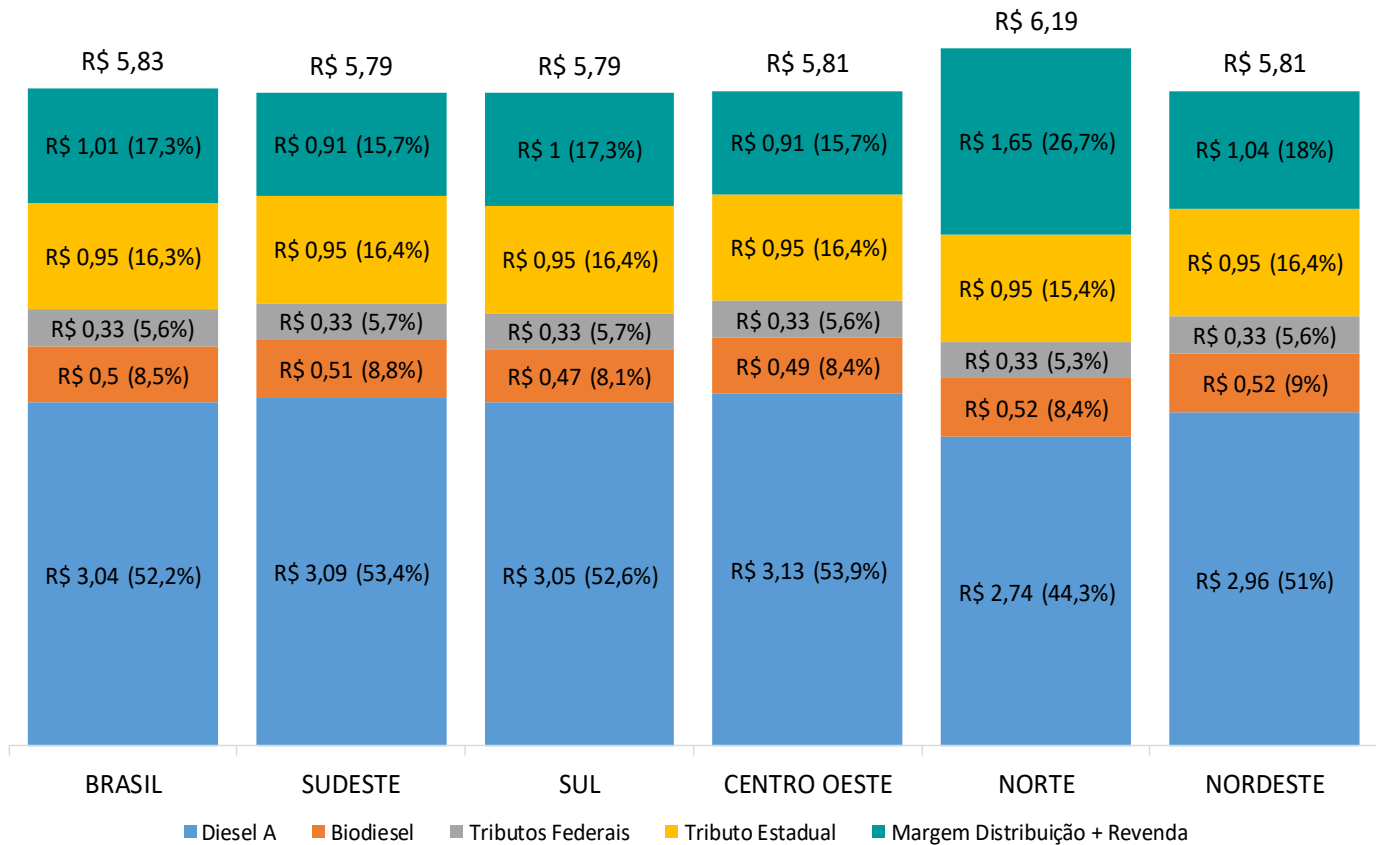 R$ 5,83
R$ 5,79
R$ 5,79
R$ 5,81
R$ 6,19
R$ 5,81
R$ 1,01 (17,3%)
R$ 0,91 (15,7%)
R$ 1 (17,3%)
R$ 0,91 (15,7%)
R$ 1,65 (26,7%)
R$ 1,04 (18%)
R$ 0,95 (16,3%)
R$ 0,95 (16,4%)
R$ 0,95 (16,4%)
R$ 0,95 (16,4%)
R$ 0,95 (15,4%)
R$ 0,95 (16,4%)
R$ 0,33 (5,6%)
R$ 0,33 (5,7%)
R$ 0,33 (5,7%)
R$ 0,33 (5,6%)
R$ 0,33 (5,3%)
R$ 0,33 (5,6%)
R$ 0,5 (8,5%)
R$ 0,51 (8,8%)
R$ 0,47 (8,1%)
R$ 0,49 (8,4%)
R$ 0,52 (8,4%)
R$ 0,52 (9%)
R$ 3,04 (52,2%)
R$ 3,09 (53,4%)
R$ 3,05 (52,6%)
R$ 3,13 (53,9%)
R$ 2,74 (44,3%)
R$ 2,96 (51%)
BRASIL
SUDESTE
SUL
CENTRO OESTE
NORTE
NORDESTE
Diesel A
Biodiesel
Tributos Federais
Tributo Estadual
Margem Distribuição + Revenda